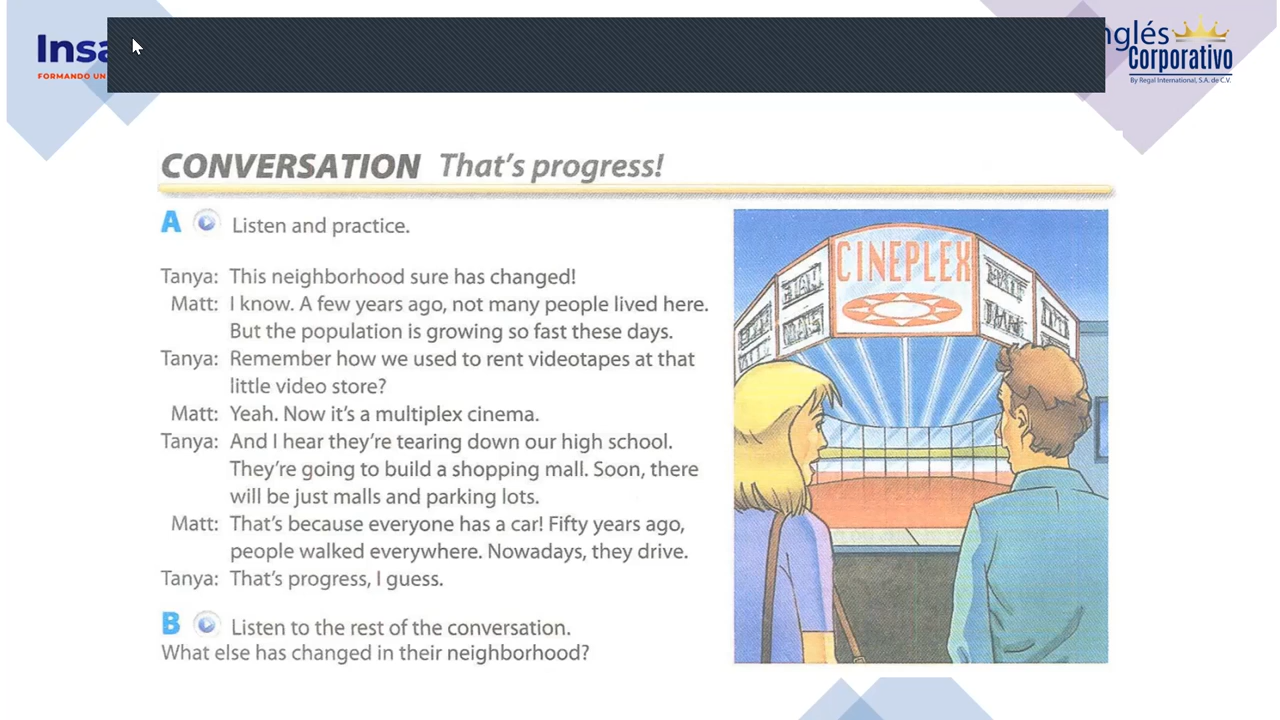 Insa
FORMANDO UN
nglés
Corporativo
By Regal International, S.A. de C.V.
CONVERSATION That's progress!
A Listen and practice.
Tanya: This neighborhood sure has changed!
Matt: I know. A few years ago, not many people lived here.
But the population is growing so fast these days.
Tanya: Remember how we used to rent videotapes at that
little video store?
Matt: Yeah. Now it's a multiplex cinema.
Tanya: And I hear they're tearing down our high school.
They're going to build a shopping mall. Soon, there
will be just malls and parking lots.
Matt: That's because everyone has a car! Fifty years ago,
people walked everywhere. Nowadays, they drive.
Tanya: That's progress, I guess.
CINEPLEX
B Listen to the rest of the conversation.
What else has changed in their neighborhood?